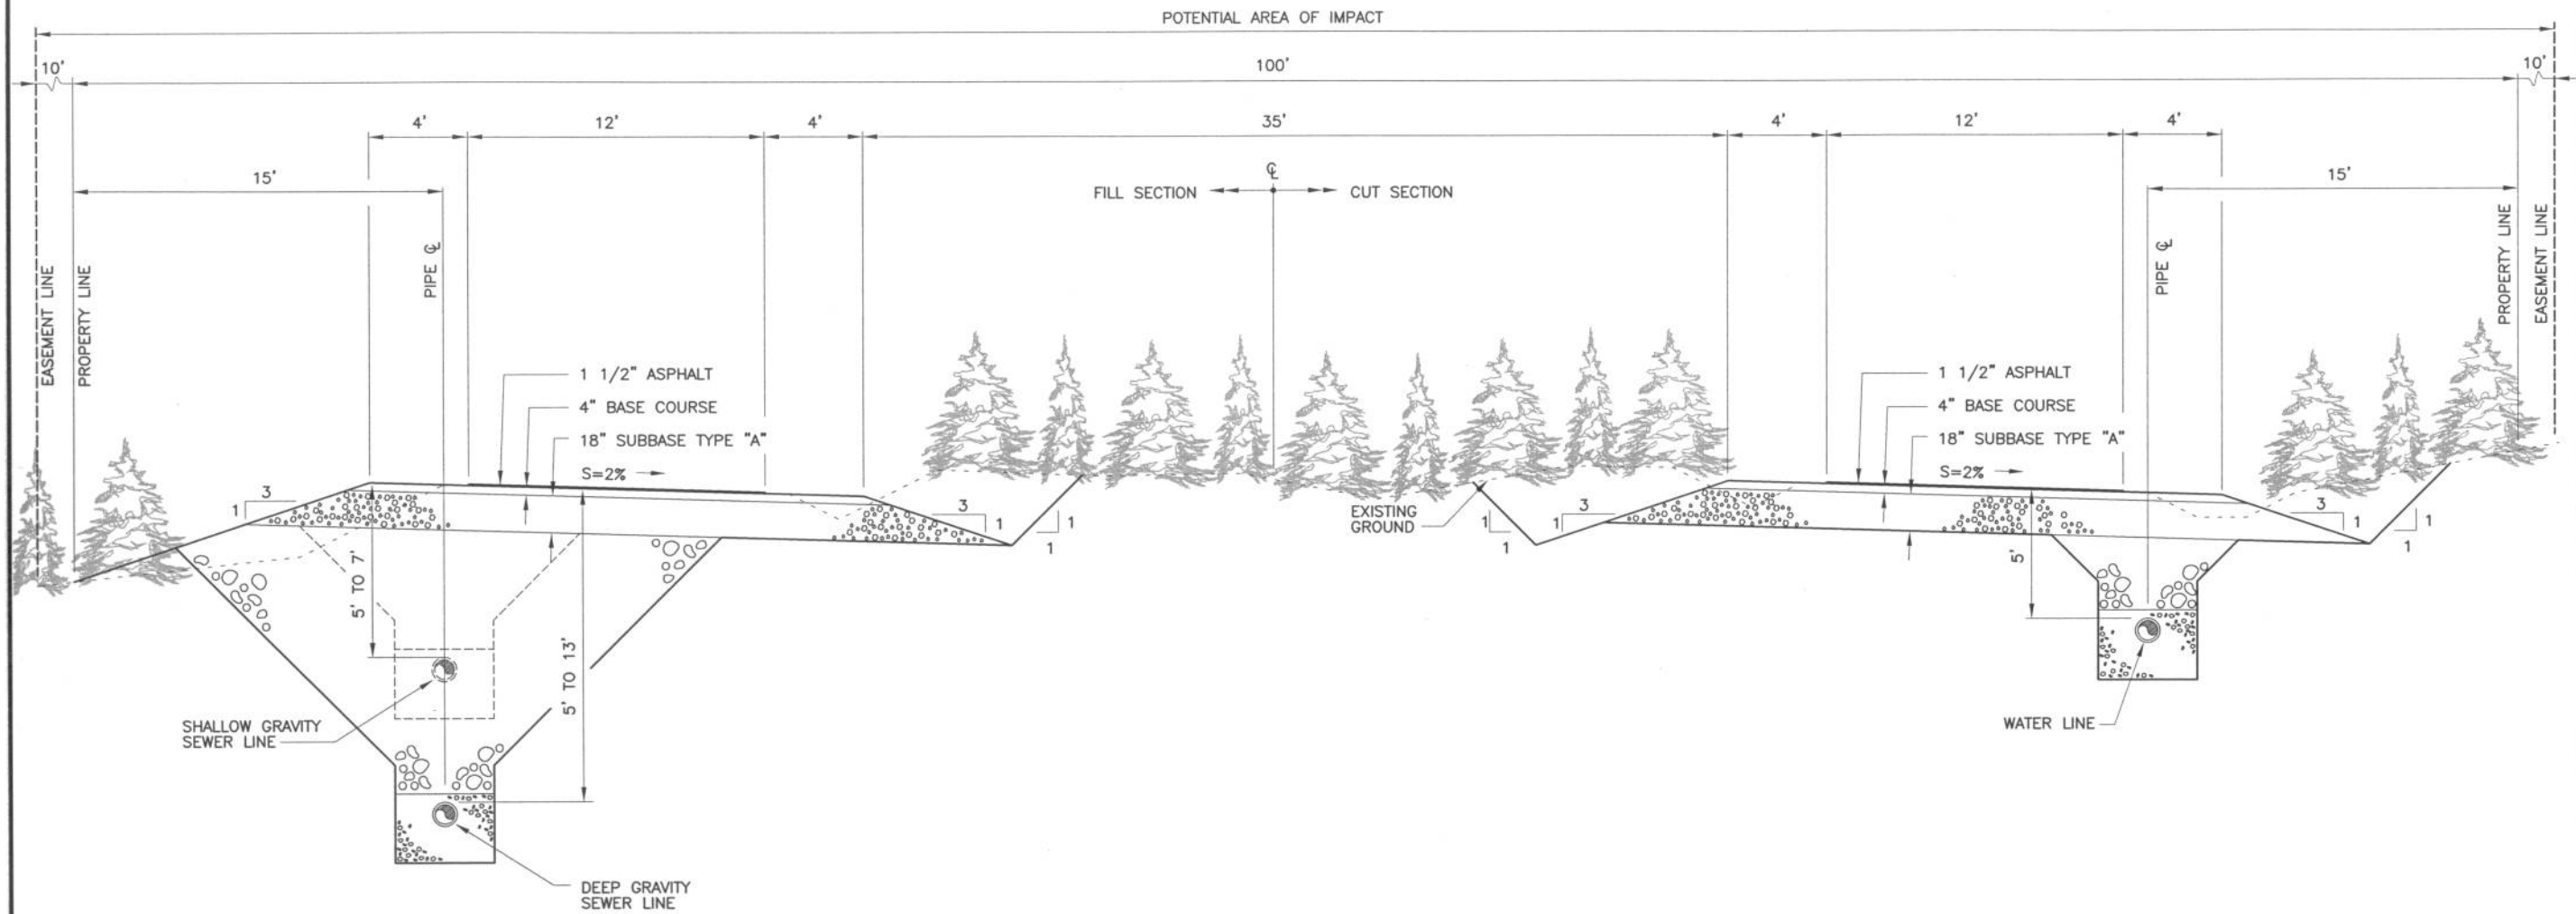 POTENTIAL AREA OF IMPACT
10'
100'
10'
4'
12'
4'
35'
4'
12'
4'
15'
℄
FILL SECTION
CUT SECTION
15'
EASEMENT LINE
PROPERTY LINE
PIPE ℄
PIPE ℄
PROPERTY LINE
EASEMENT LINE
1 1/2" ASPHALT
4" BASE COURSE
18" SUBBASE TYPE "A"
S=2%
1 1/2" ASPHALT
4" BASE COURSE
18" SUBBASE TYPE "A"
S=2%
3
1
3
1
1
1
EXISTING
GROUND
1
1
3
1
3
1
1
1
5' TO 7'
5' TO 13'
5'
SHALLOW GRAVITY
SEWER LINE
WATER LINE
DEEP GRAVITY
SEWER LINE